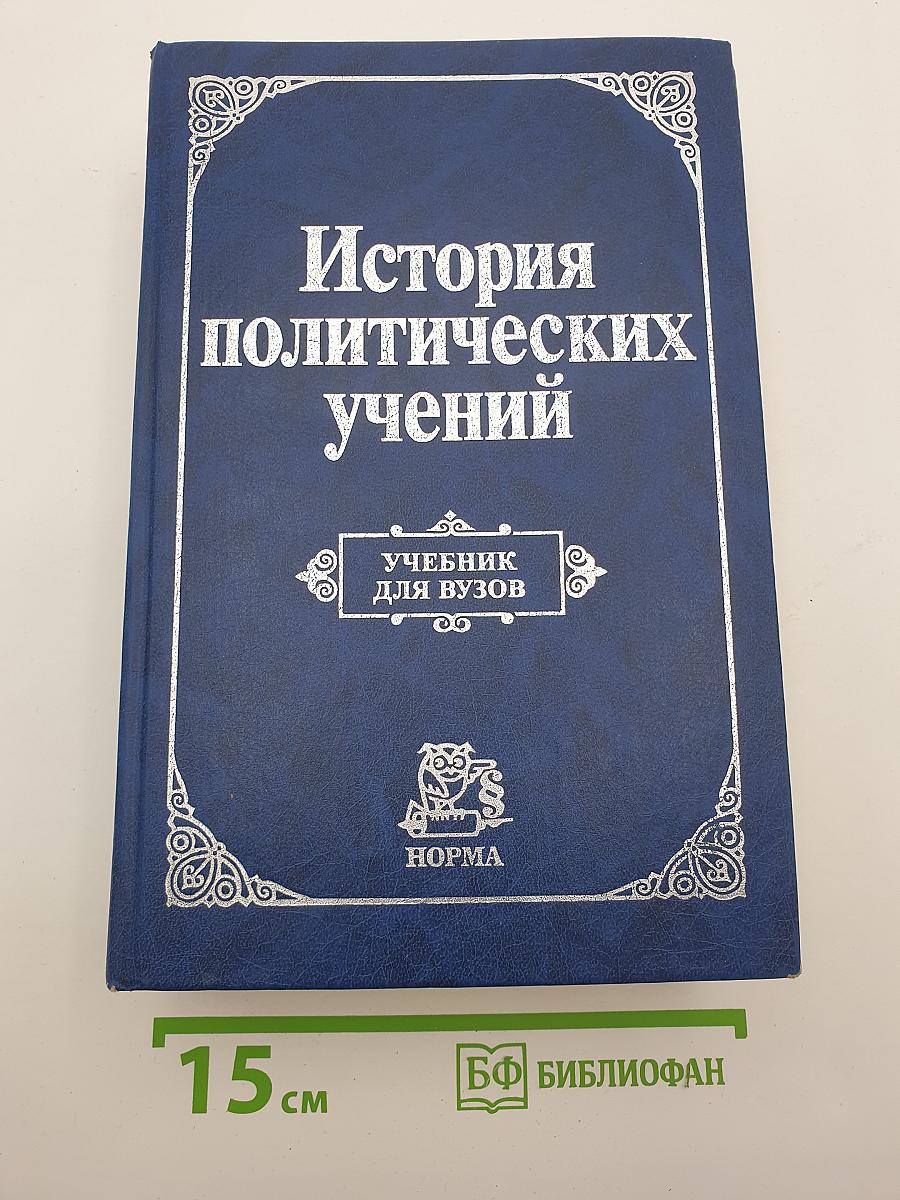 История
политических
учений
УЧЕБНИК
ДЛЯ ВУЗОВ
§
НОРМА
15 см
БФ БИБЛИОФАН